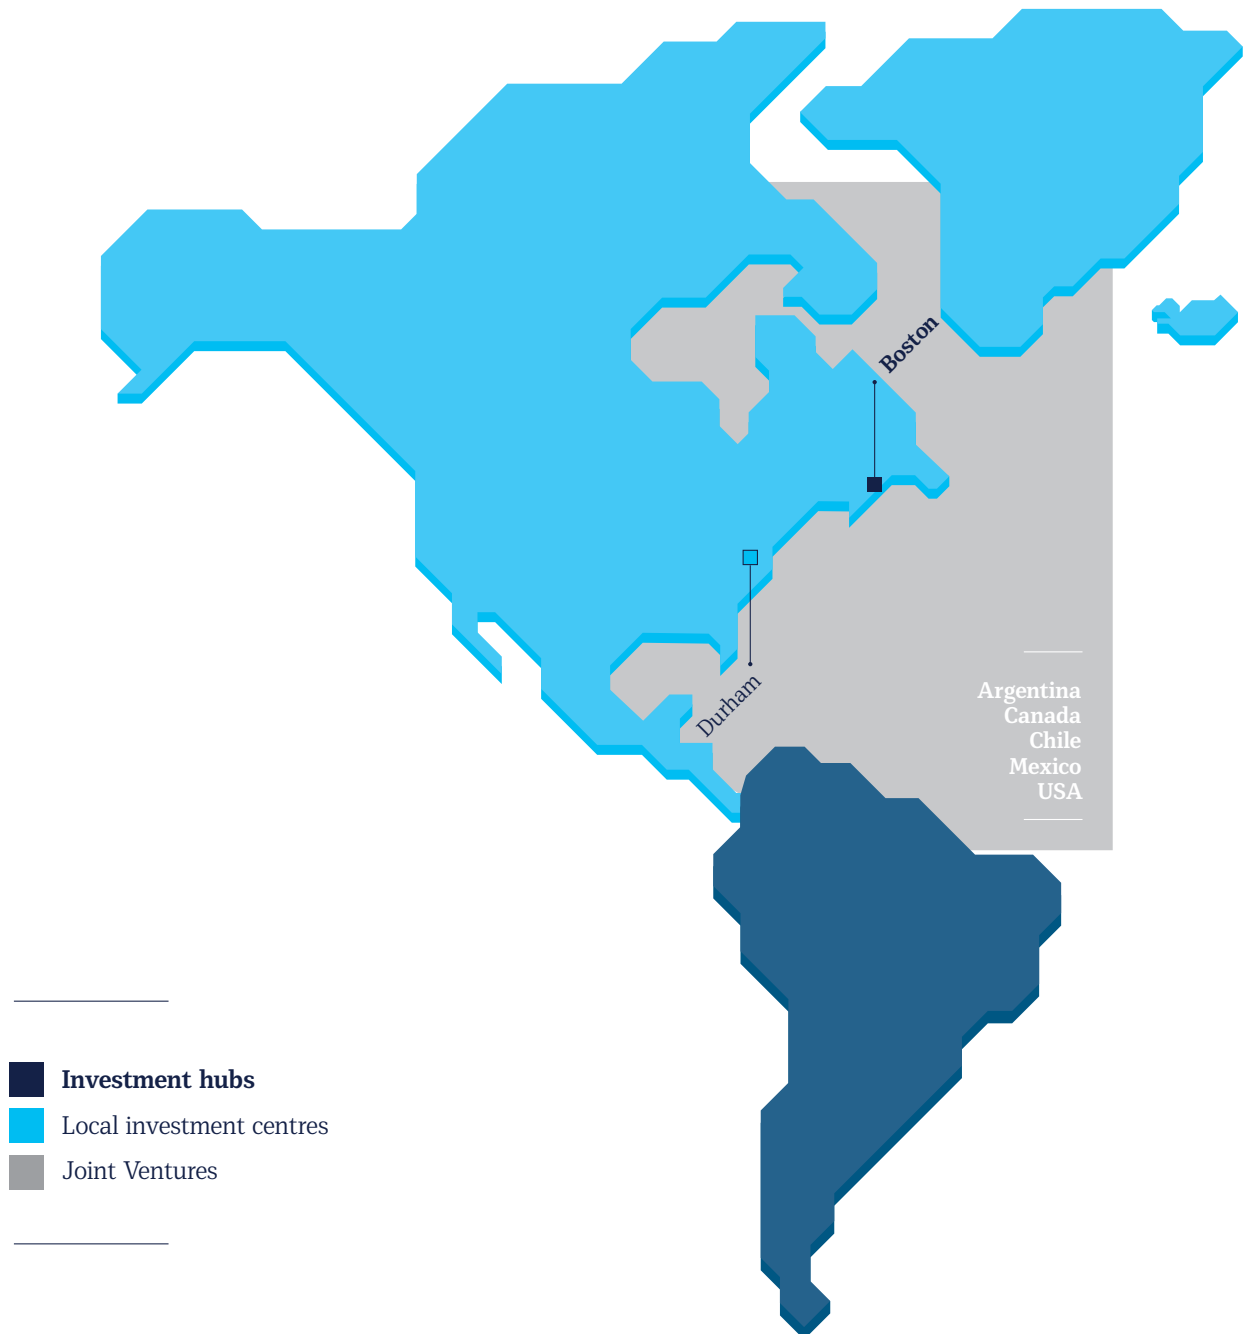 Boston
Durham
Argentina
Canada
Chile
Mexico
USA
Investment hubs
Local investment centres
Joint Ventures